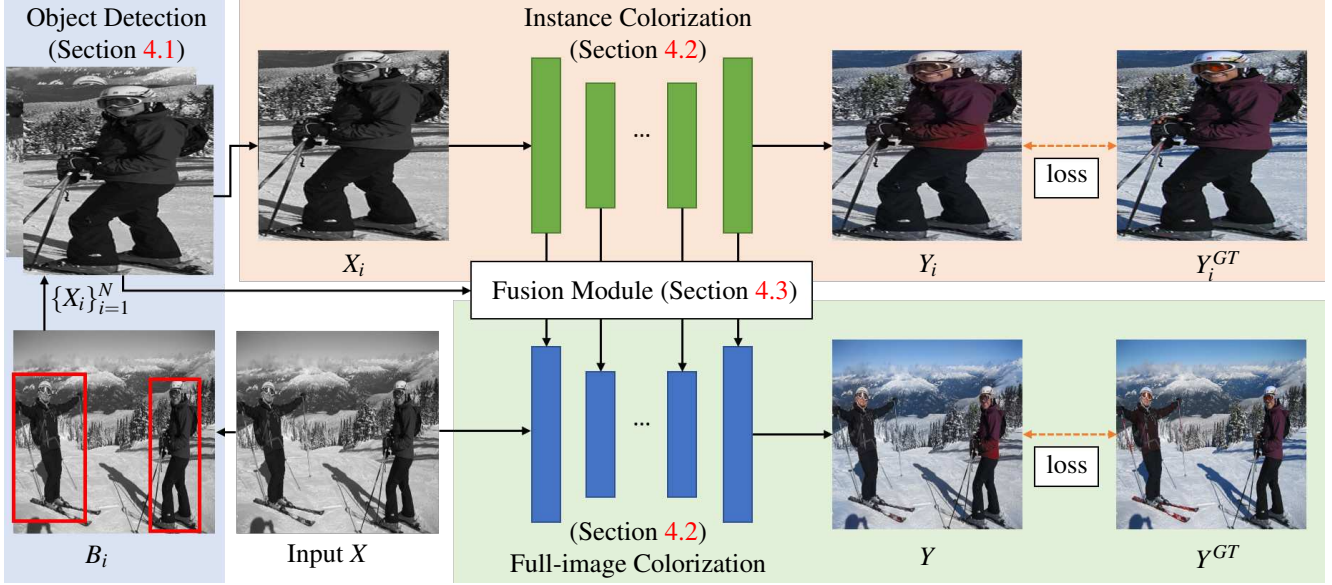 Object Detection
(Section 4.1)
Instance Colorization
(Section 4.2)
...
loss
X_i
Y_i
Y_i^{GT}
{X_i}_{i=1}^N
Fusion Module (Section 4.3)
...
loss
(Section 4.2)
Full-image Colorization
B_i
Input X
Y
Y^{GT}